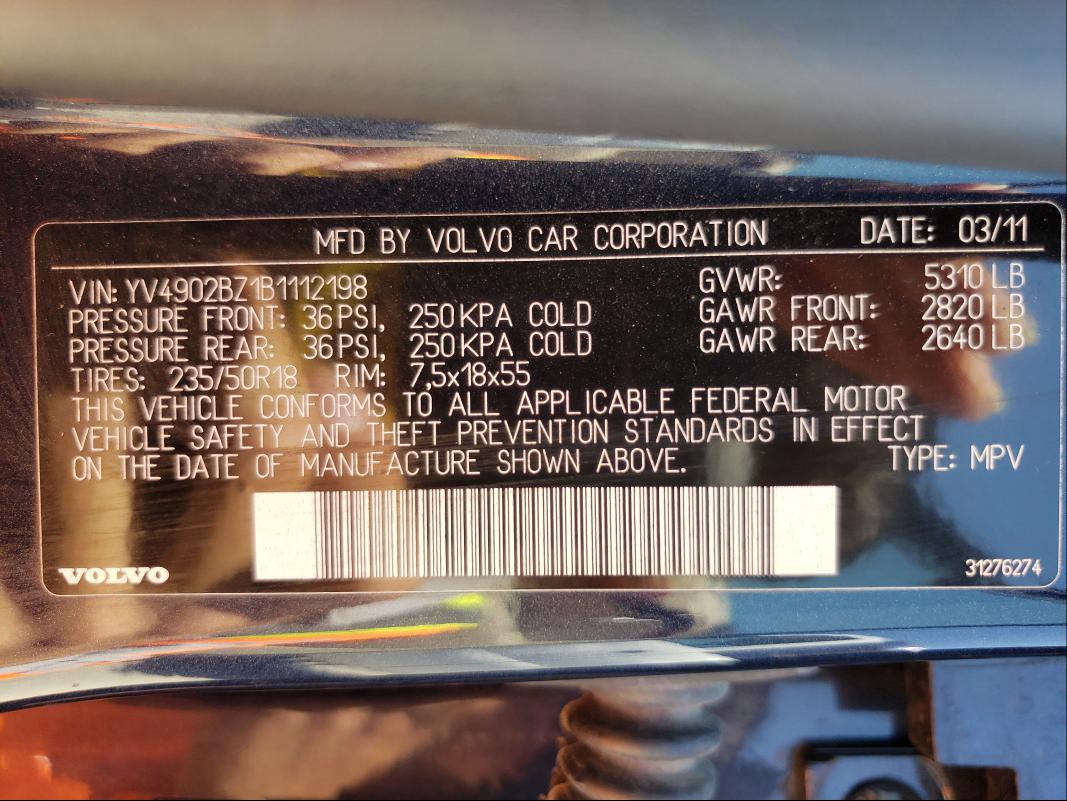 MFD BY VOLVO CAR CORPORATION DATE: 03/11
VIN: YV4902BZ1B1112198 GVWR: 5310 LB
PRESSURE FRONT: 36 PSI, 250 KPA COLD GAWR FRONT: 2820 LB
PRESSURE REAR: 36 PSI, 250 KPA COLD GAWR REAR: 2640 LB
TIRES: 235/50R18 RIM: 7,5x18x55
THIS VEHICLE CONFORMS TO ALL APPLICABLE FEDERAL MOTOR
VEHICLE SAFETY AND THEFT PREVENTION STANDARDS IN EFFECT
ON THE DATE OF MANUFACTURE SHOWN ABOVE. TYPE: MPV
VOLVO 31276274